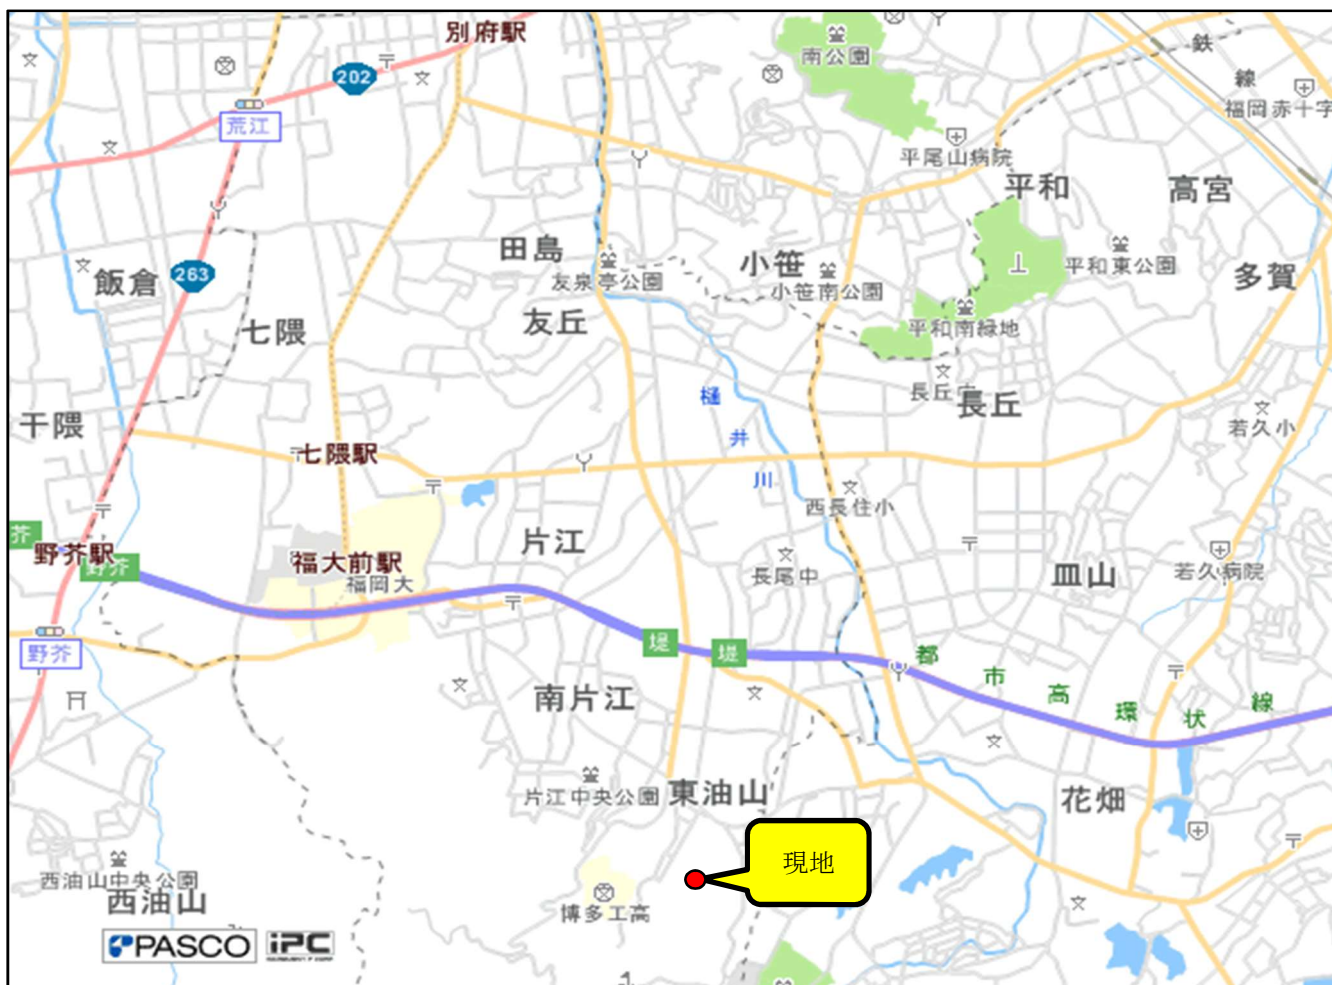 別府駅
202
南公園
鉄
線
福岡赤十字
荒江
平尾山病院
平和
高宮
田島
友泉亭公園
小笹
小笹南公園
平和東公園
多賀
飯倉
263
七隈
友丘
平和南緑地
長丘中
長丘
樋
井
川
干隈
七隈駅
若久小
西長住小
芥
野芥駅
野芥
福大前駅
福岡大
片江
長尾中
皿山
若久病院
野芥
堤
堤
都
市
高
環
状
線
南片江
片江中央公園
東油山
花畑
現地
西油山中央公園
西油山
博多工高
PASCO
iPC